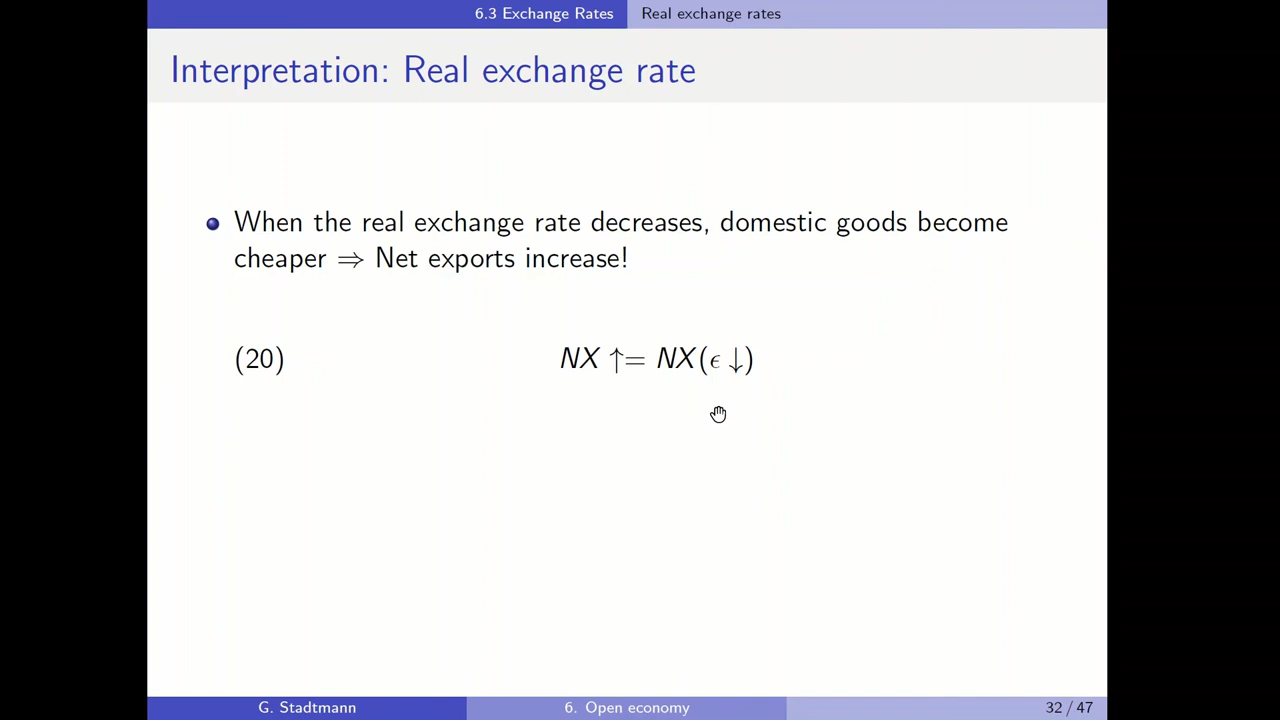 6.3 Exchange Rates Real exchange rates
Interpretation: Real exchange rate
When the real exchange rate decreases, domestic goods become
cheaper ⇒ Net exports increase!
(20) NX ↑= NX(ϵ ↓)
G. Stadtmann 6. Open economy 32 / 47